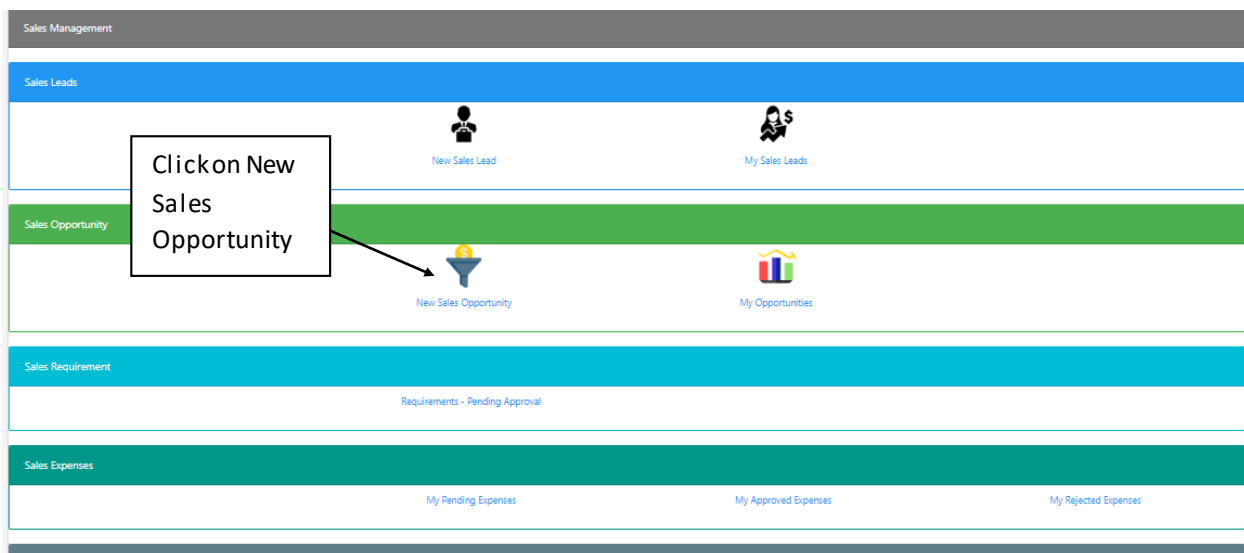 Sales Management
Sales Leads
New Sales Lead
My Sales Leads
Click on New
Sales
Opportunity
Sales Opportunity
New Sales Opportunity
My Opportunities
Sales Requirement
Requirements - Pending Approval
Sales Expenses
My Pending Expenses
My Approved Expenses
My Rejected Expenses